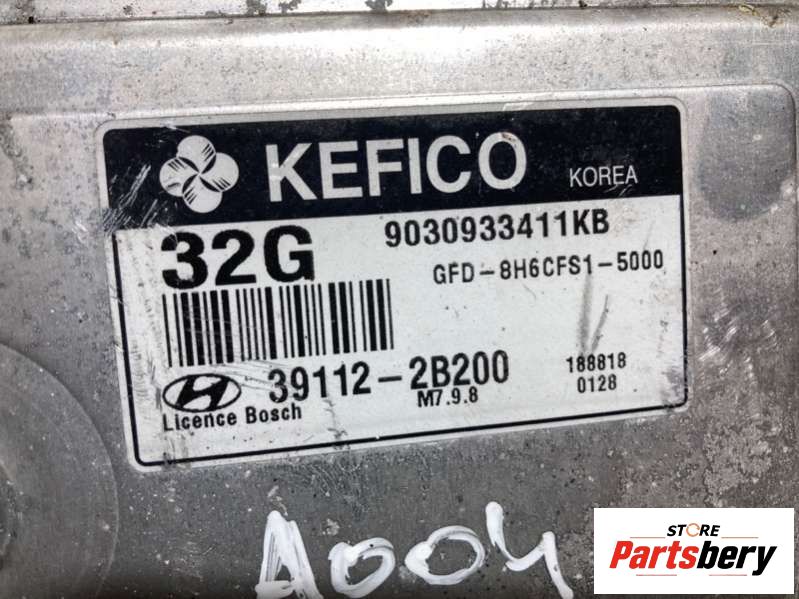 KEFICO KOREA
32G 9030933411KB
GFD-8H6CFS1-5000
39112-2B200 188818
M7.9.8 0128
Licence Bosch
A004
STORE
Partsbery